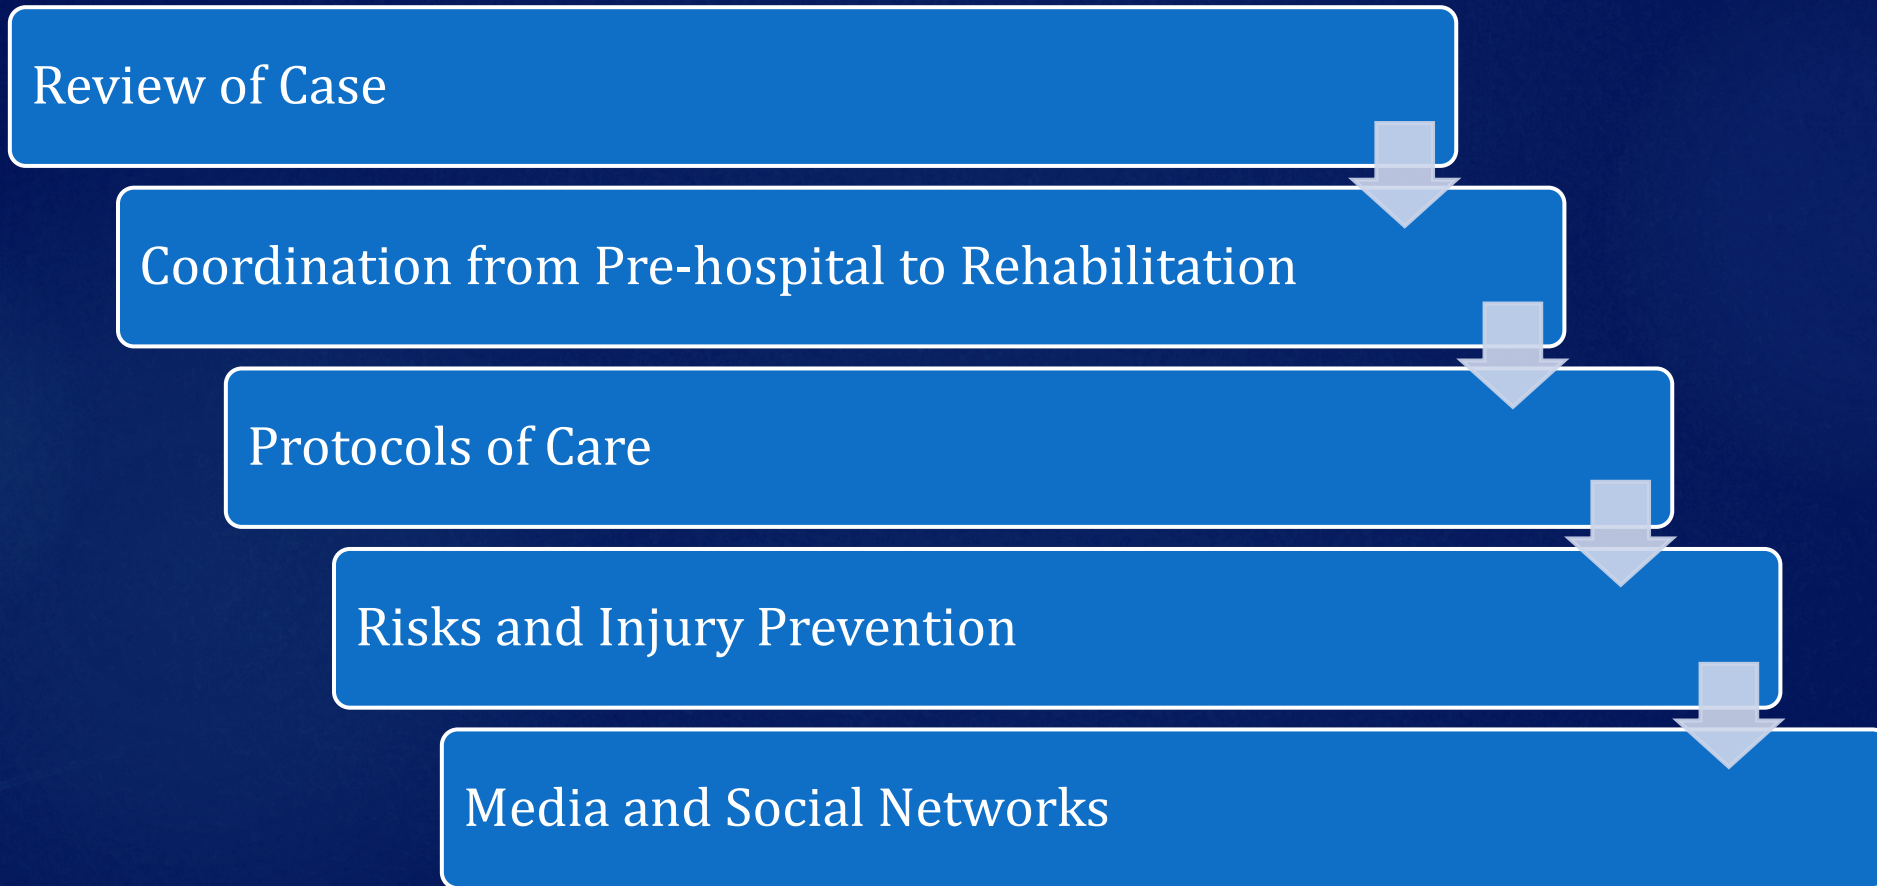 Review of Case
Coordination from Pre-hospital to Rehabilitation
Protocols of Care
Risks and Injury Prevention
Media and Social Networks